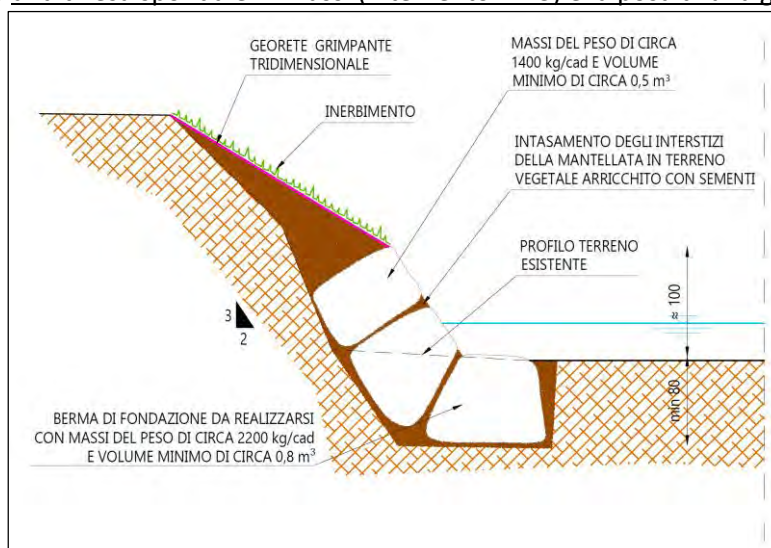 GEORETE GRIMPANTE
TRIDIMENSIONALE
INERBIMENTO
MASSI DEL PESO DI CIRCA
1400 kg/cad E VOLUME
MINIMO DI CIRCA 0,5 m³
INTASAMENTO DEGLI INTERSTIZI
DELLA MANTELLATA IN TERRENO
VEGETALE ARRICCHITO CON SEMENTI
PROFILO TERRENO
ESISTENTE
≈ 100
3
2
min 80
BERMA DI FONDAZIONE DA REALIZZARSI
CON MASSI DEL PESO DI CIRCA 2200 kg/cad
E VOLUME MINIMO DI CIRCA 0,8 m³